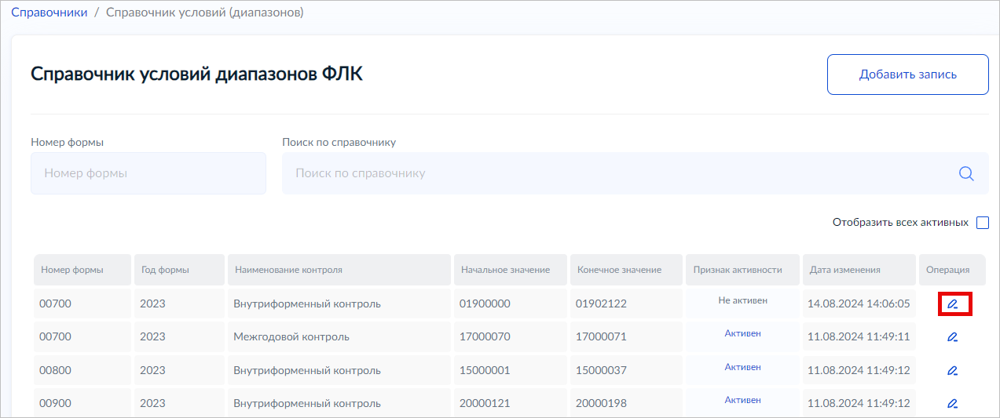 Справочники / Справочник условий (диапазонов)
Справочник условий диапазонов ФЛК
Добавить запись
Номер формы Поиск по справочнику
Номер формы Поиск по справочнику
Отобразить всех активных
Номер формы Год формы Наименование контроля Начальное значение Конечное значение Признак активности Дата изменения Операция
00700 2023 Внутриформенный контроль 01900000 01902122 Не активен 14.08.2024 14:06:05
00700 2023 Межгодовой контроль 17000070 17000071 Активен 11.08.2024 11:49:11
00800 2023 Внутриформенный контроль 15000001 15000037 Активен 11.08.2024 11:49:12
00900 2023 Внутриформенный контроль 20000121 20000198 Активен 11.08.2024 11:49:12